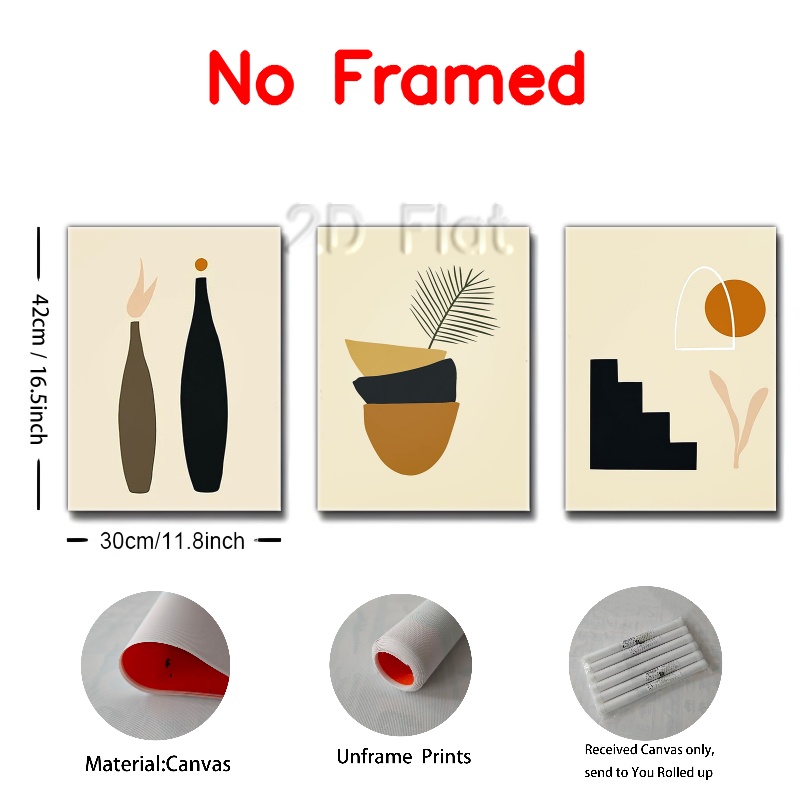 No Framed
2D Flat
42cm / 16.5inch
30cm/11.8inch
Material:Canvas
Unframe Prints
Received Canvas only,
send to You Rolled up